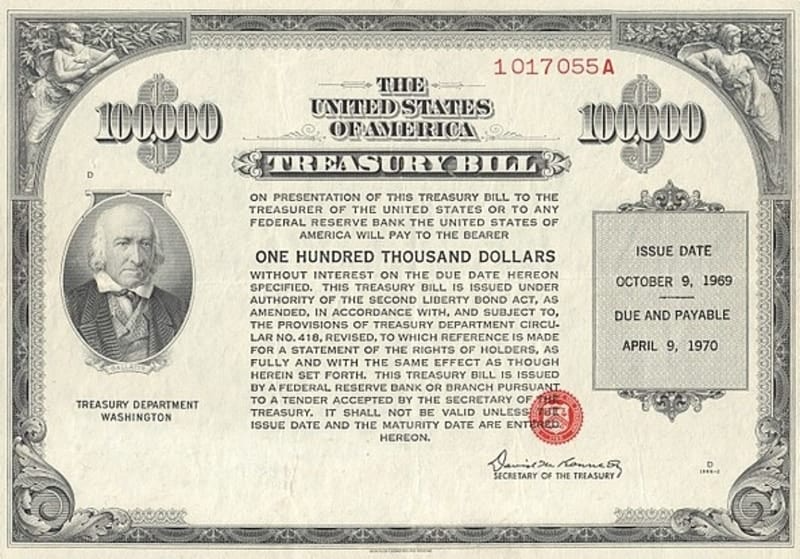 1017055A
THE
UNITED STATES
OF AMERICA
100,000
100,000
TREASURY BILL
D
ON PRESENTATION OF THIS TREASURY BILL TO THE
TREASURER OF THE UNITED STATES OR TO ANY
FEDERAL RESERVE BANK THE UNITED STATES OF
AMERICA WILL PAY TO THE BEARER
ONE HUNDRED THOUSAND DOLLARS
WITHOUT INTEREST ON THE DUE DATE HEREON
SPECIFIED. THIS TREASURY BILL IS ISSUED UNDER
AUTHORITY OF THE SECOND LIBERTY BOND ACT, AS
AMENDED, IN ACCORDANCE WITH, AND SUBJECT TO,
THE PROVISIONS OF TREASURY DEPARTMENT CIRCU-
LAR NO. 418, REVISED, TO WHICH REFERENCE IS MADE
FOR A STATEMENT OF THE RIGHTS OF HOLDERS, AS
FULLY AND WITH THE SAME EFFECT AS THOUGH
HEREIN SET FORTH. THIS TREASURY BILL IS ISSUED
BY A FEDERAL RESERVE BANK OR BRANCH PURSUANT
TO A TENDER ACCEPTED BY THE SECRETARY OF THE
TREASURY. IT SHALL NOT BE VALID UNLESS THE
ISSUE DATE AND THE MATURITY DATE ARE ENTERED
HEREON.
GALLATIN
TREASURY DEPARTMENT
WASHINGTON
ISSUE DATE
OCTOBER 9, 1969
DUE AND PAYABLE
APRIL 9, 1970
SECRETARY OF THE TREASURY
D